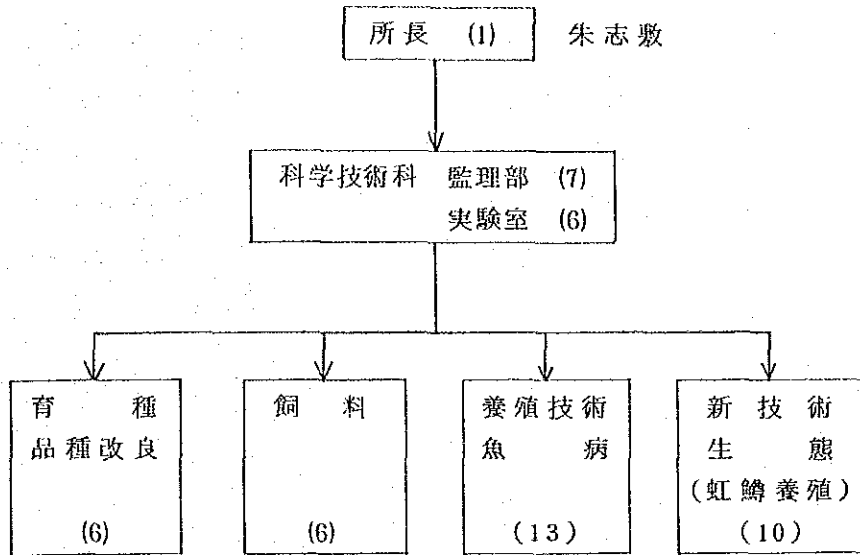 所長 (1) 朱志敷
科学技術科 監理部 (7)
実験室 (6)
育種
品種改良
(6)
飼料
(6)
養殖技術
魚病
(13)
新技術
生態
(虹鱒養殖)
(10)